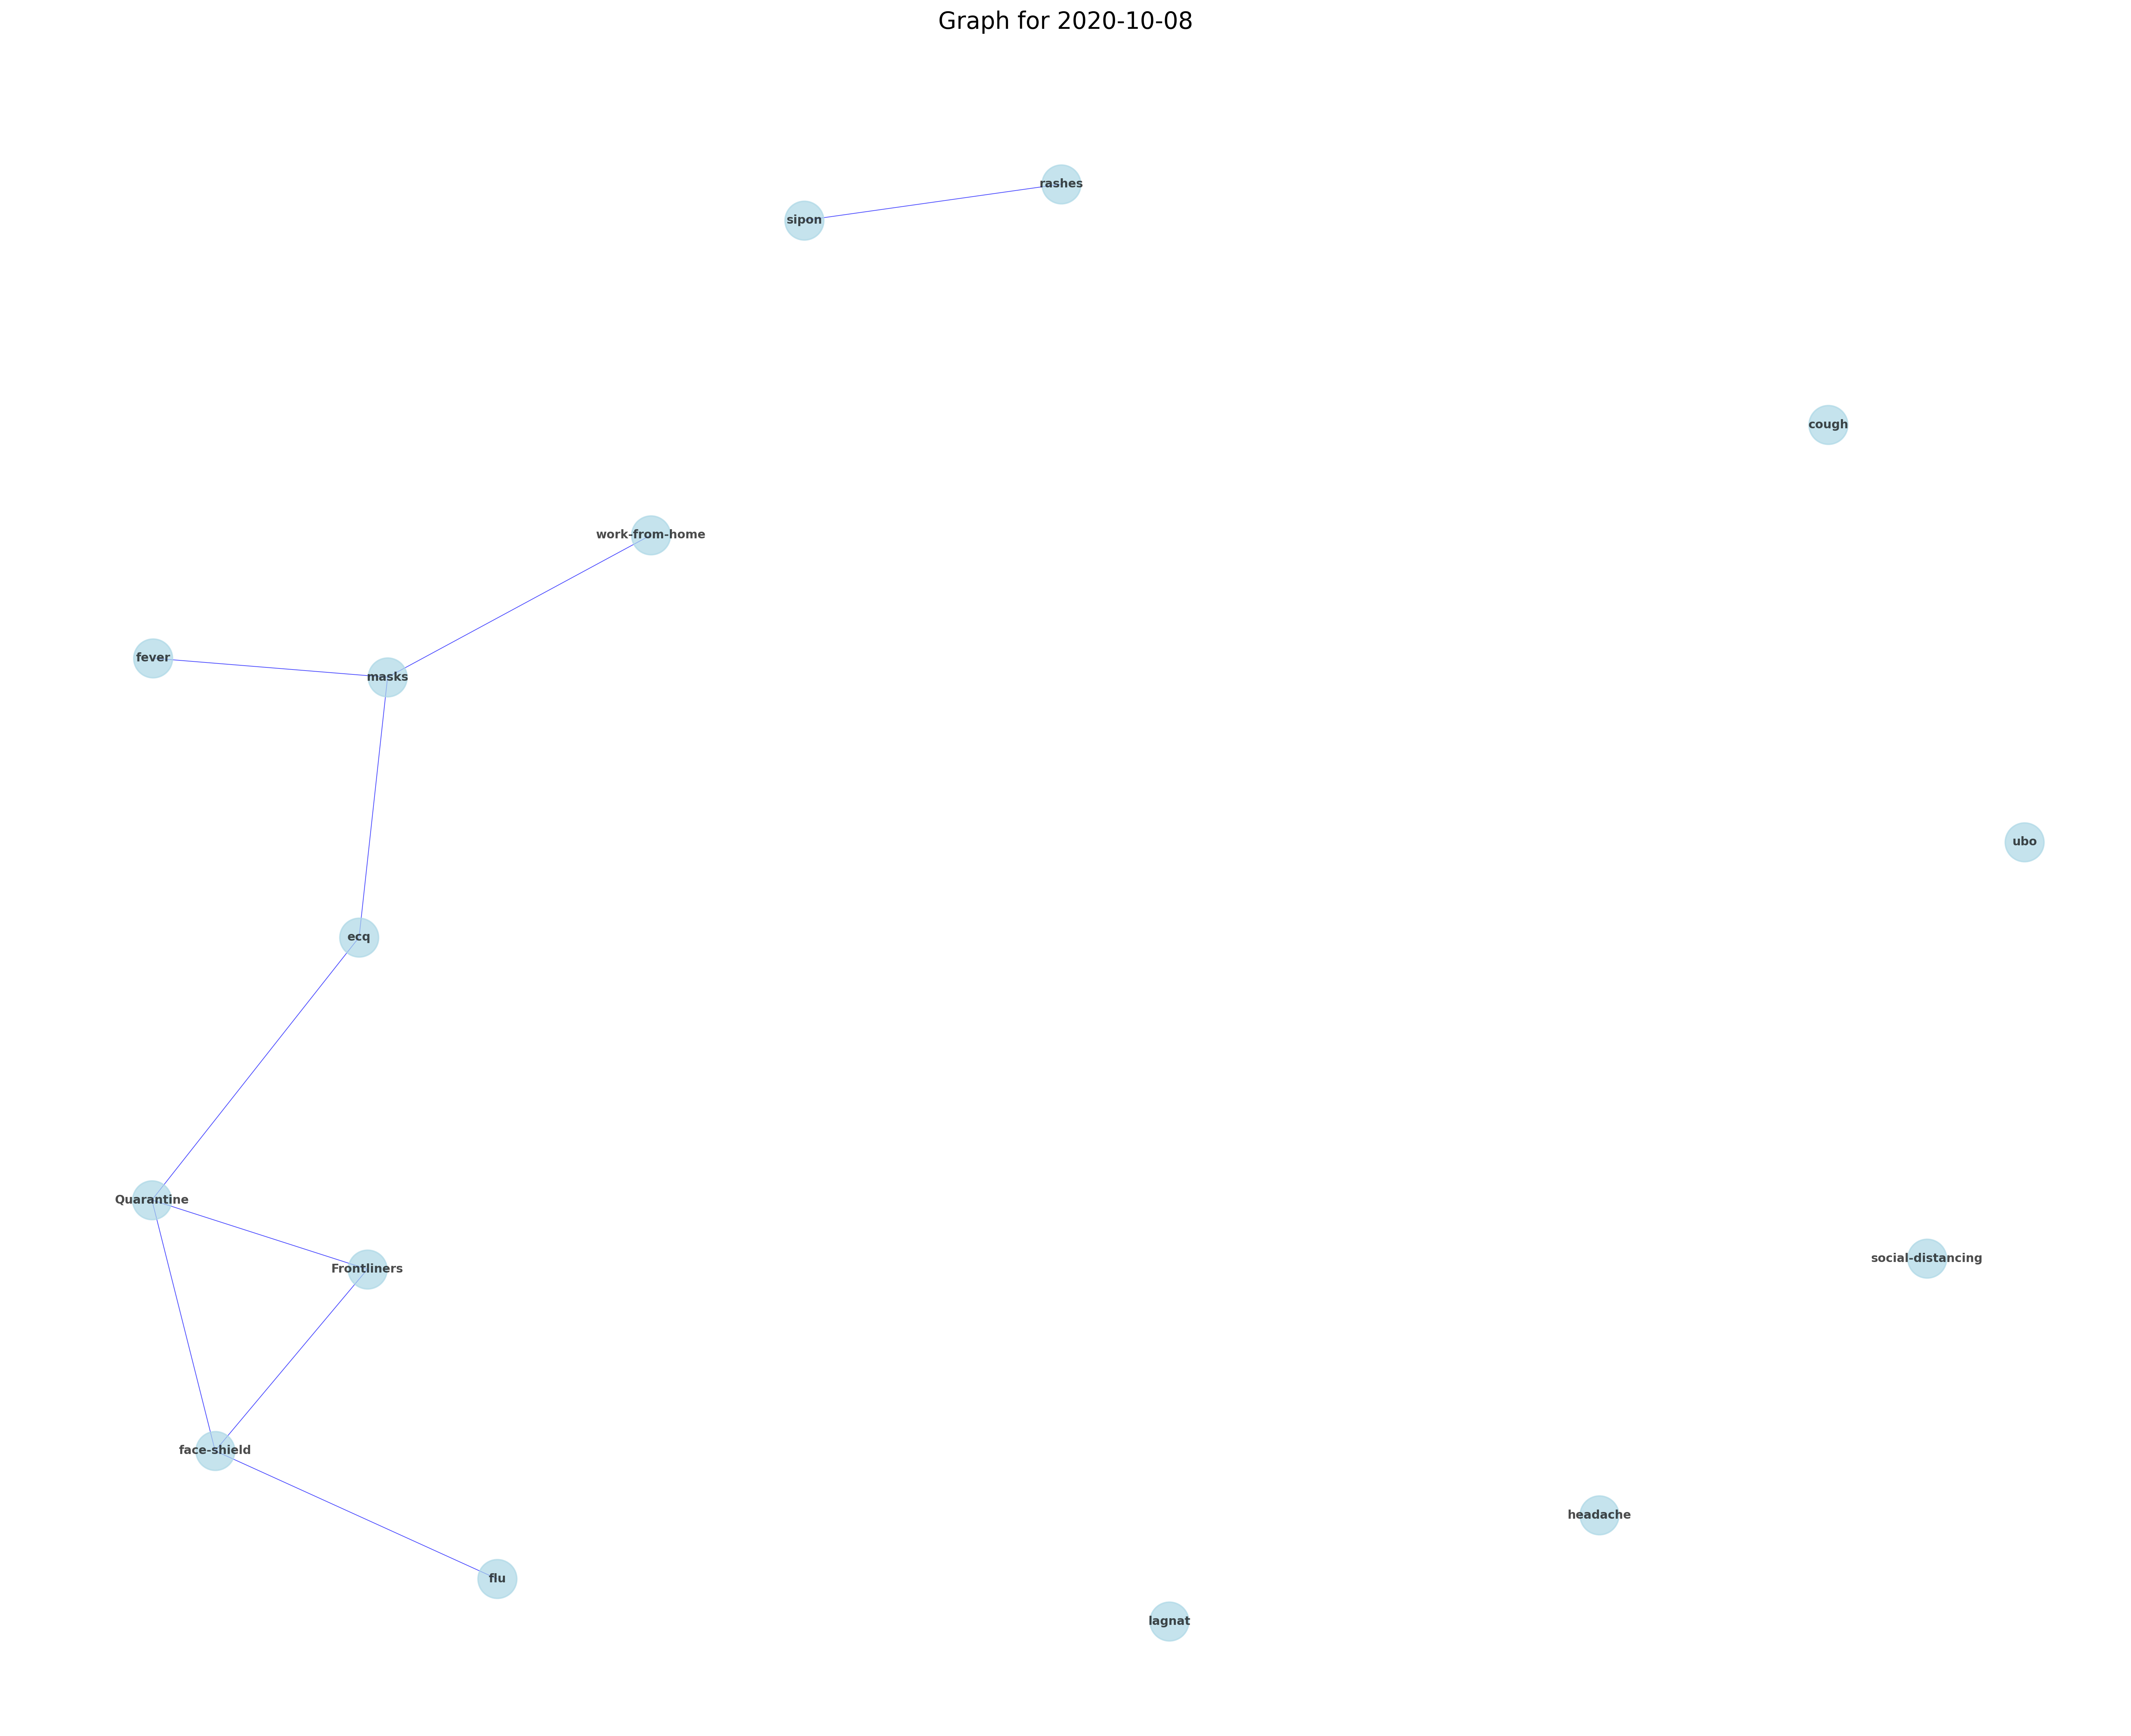 Graph for 2020-10-08
rashes
sipon
cough
work-from-home
fever
masks
ubo
ecq
Quarantine
social-distancing
Frontliners
face-shield
headache
flu
lagnat